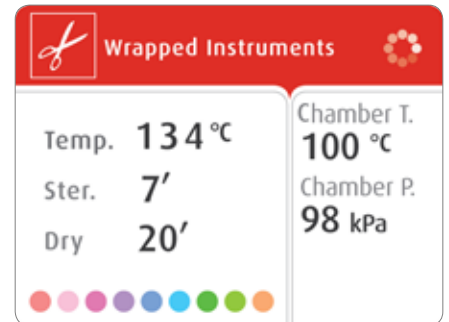 Wrapped Instruments
Temp. 134 °C
Ster. 7′
Dry 20′
Chamber T.
100 °C
Chamber P.
98 kPa